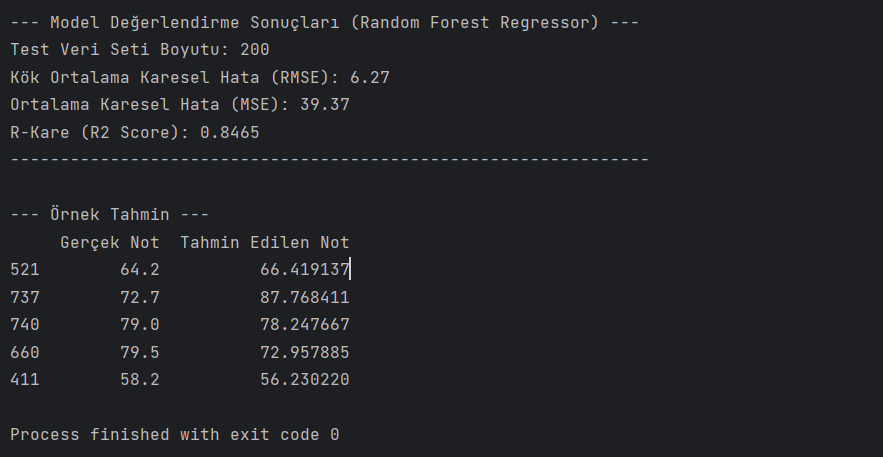 --- Model Değerlendirme Sonuçları (Random Forest Regressor) ---
Test Veri Seti Boyutu: 200
Kök Ortalama Karesel Hata (RMSE): 6.27
Ortalama Karesel Hata (MSE): 39.37
R-Kare (R2 Score): 0.8465
----------------------------------------------------------------
--- Örnek Tahmin ---
     Gerçek Not  Tahmin Edilen Not
521        64.2          66.419137
737        72.7          87.768411
740        79.0          78.247667
660        79.5          72.957885
411        58.2          56.230220
Process finished with exit code 0